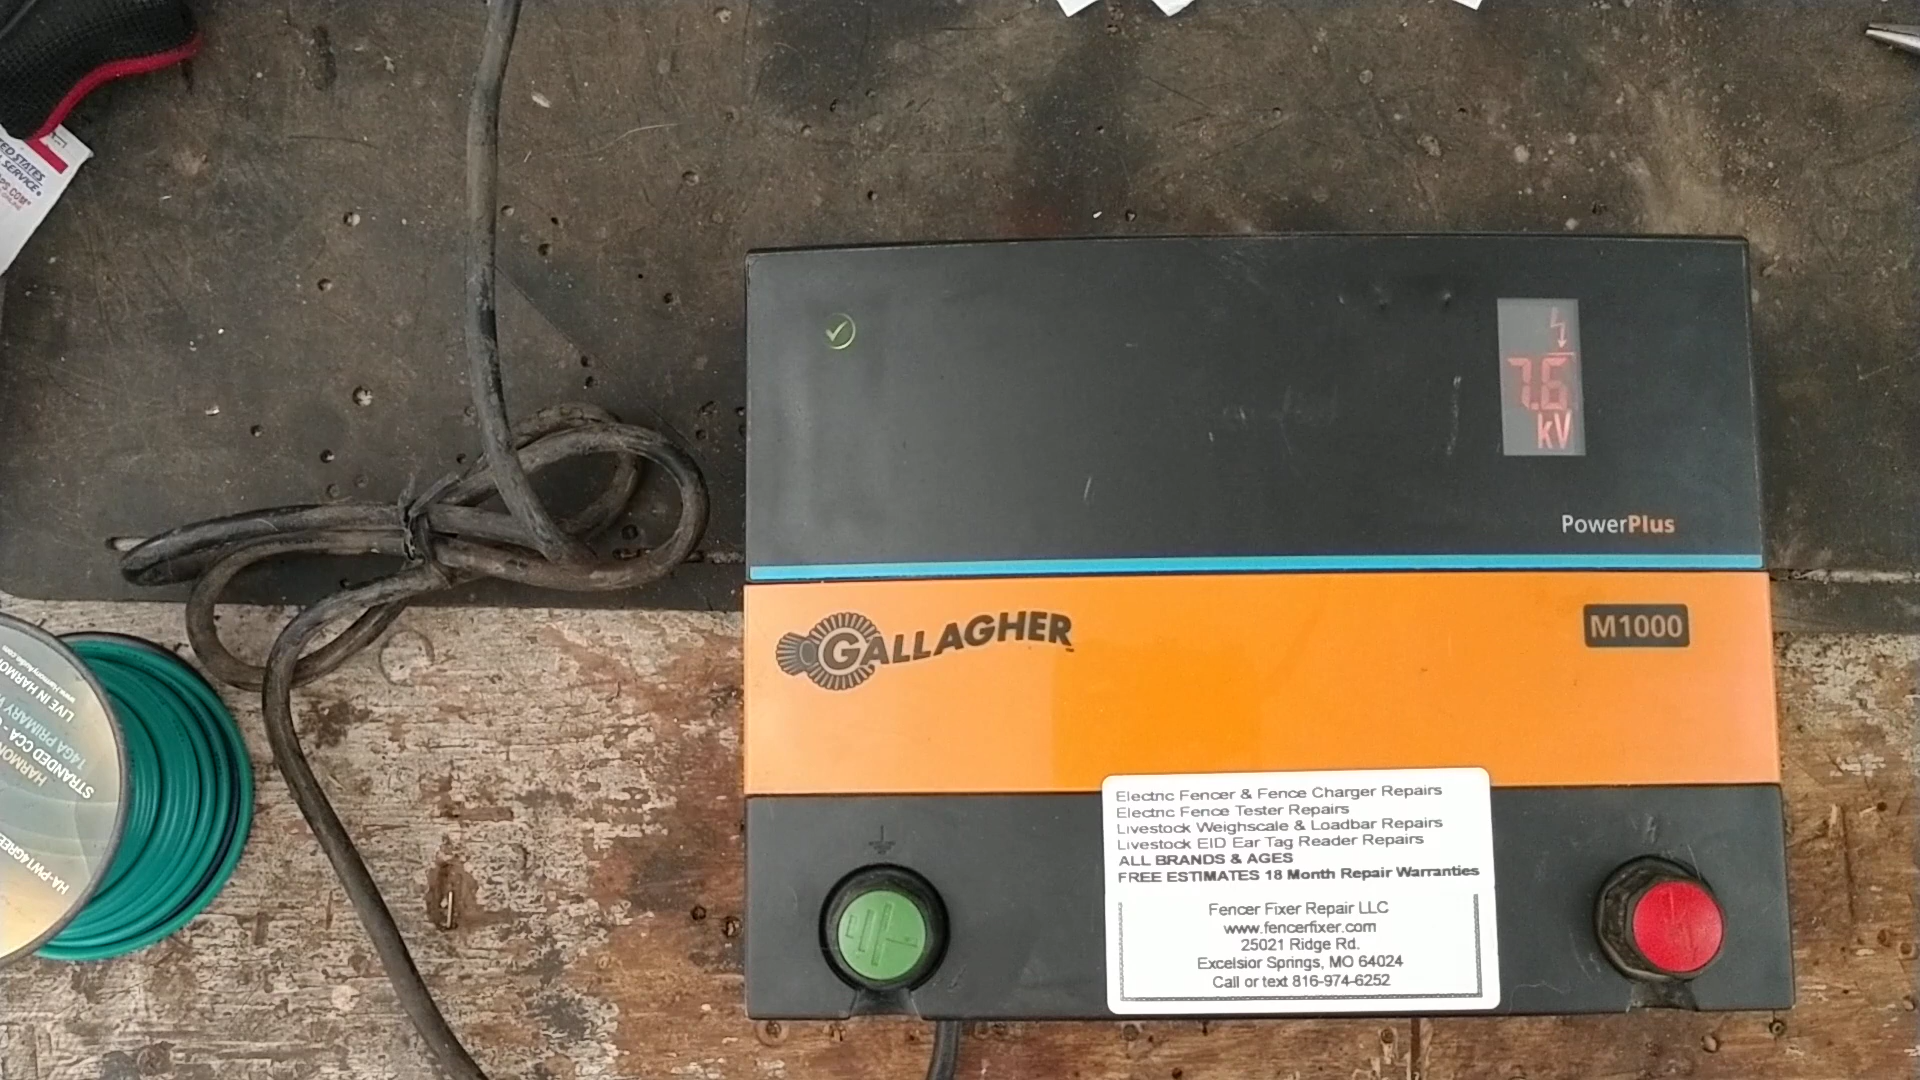 7.6
kV
PowerPlus
GALLAGHER
M1000
Electric Fencer & Fence Charger Repairs
Electric Fence Tester Repairs
Livestock Weighscale & Loadbar Repairs
Livestock EID Ear Tag Reader Repairs
ALL BRANDS & AGES
FREE ESTIMATES 18 Month Repair Warranties
Fencer Fixer Repair LLC
www.fencerfixer.com
25021 Ridge Rd.
Excelsior Springs, MO 64024
Call or text 816-974-6252
STATES
SERVICE
LIVE IN HARMONY
14GA PRIMARY
STRANDED CCA